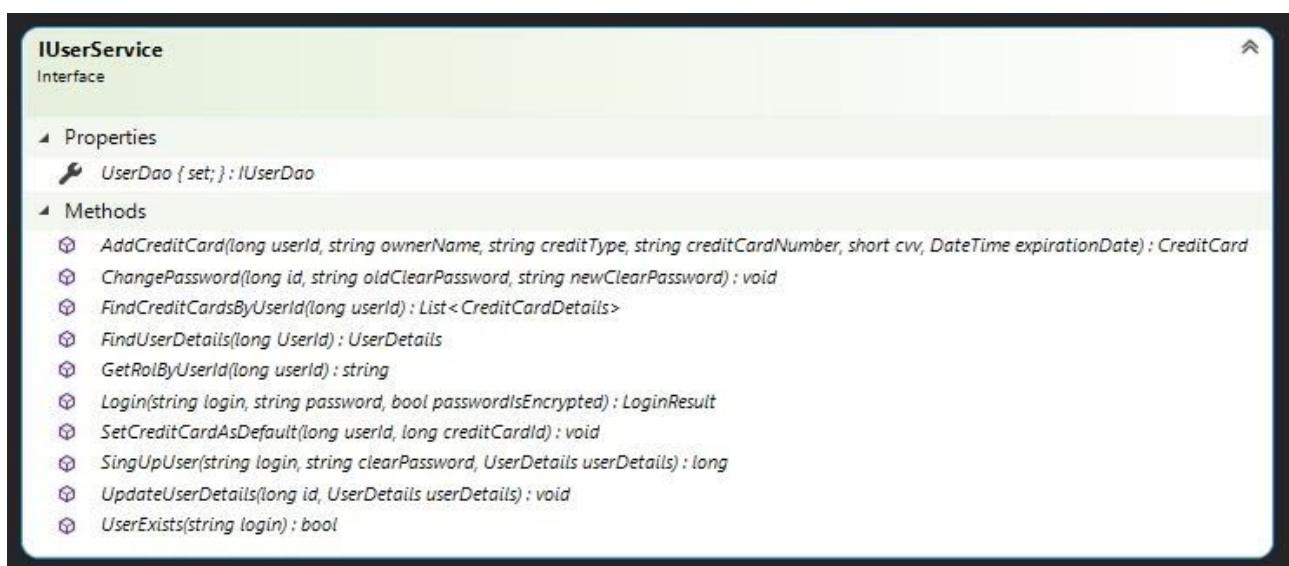 IUserService
Interface
Properties
UserDao { set; } : IUserDao
Methods
AddCreditCard(long userId, string ownerName, string creditType, string creditCardNumber, short cvv, DateTime expirationDate) : CreditCard
ChangePassword(long id, string oldClearPassword, string newClearPassword) : void
FindCreditCardsByUserId(long userId) : List<CreditCardDetails>
FindUserDetails(long UserId) : UserDetails
GetRolByUserId(long userId) : string
Login(string login, string password, bool passwordIsEncrypted) : LoginResult
SetCreditCardAsDefault(long userId, long creditCardId) : void
SingUpUser(string login, string clearPassword, UserDetails userDetails) : long
UpdateUserDetails(long id, UserDetails userDetails) : void
UserExists(string login) : bool